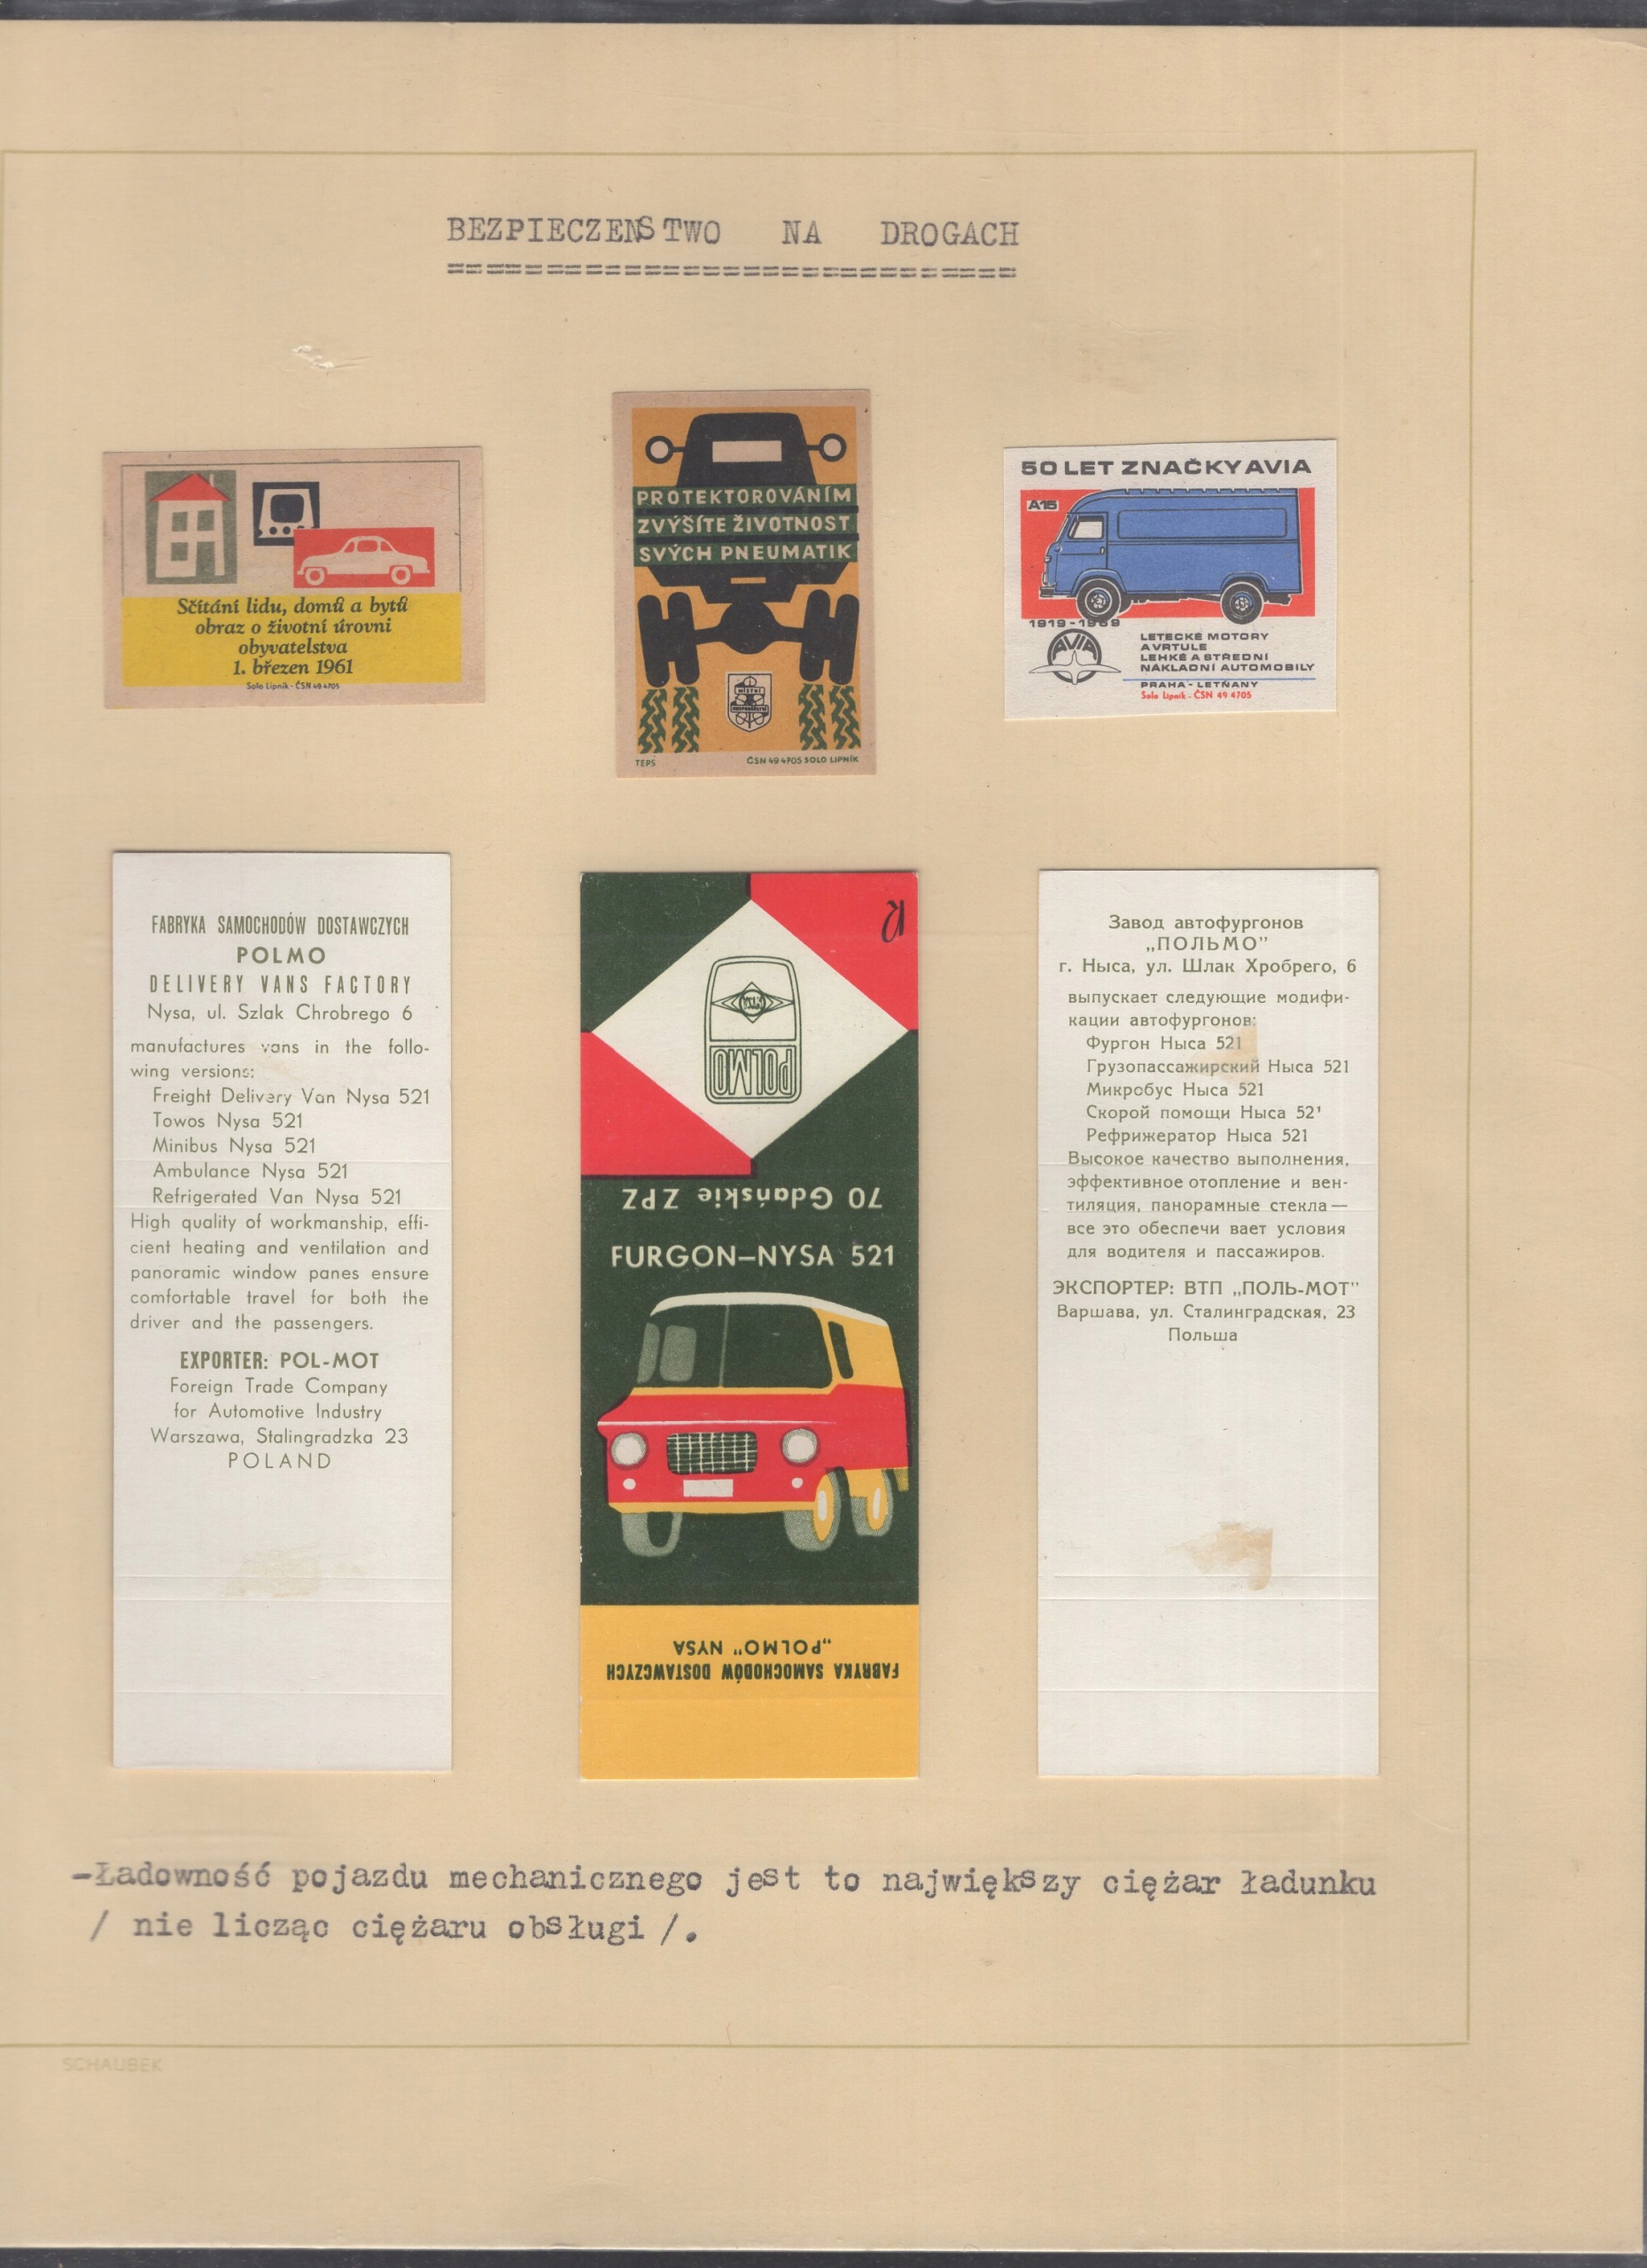 BEZPIECZENSTWO NA DROGACH
==============================
Sčítání lidu, domů a bytů
obraz o životní úrovni
obyvatelstva
1. březen 1961
Solo Lipník - ČSN 49 4705
PROTEKTOROVÁNÍM
ZVÝŠÍTE ŽIVOTNOST
SVÝCH PNEUMATIK
MÍSTNÍ
HOSPODÁŘSTVÍ
TEPS
ČSN 49 4705 SOLO LIPNÍK
50 LET ZNAČKY AVIA
A15
1919-1969
AVIA
LETECKÉ MOTORY
A VRTULE
LEHKÉ A STŘEDNÍ
NÁKLADNÍ AUTOMOBILY
PRAHA - LETŇANY
Solo Lipník - ČSN 49 4705
FABRYKA SAMOCHODÓW DOSTAWCZYCH
POLMO
DELIVERY VANS FACTORY
Nysa, ul. Szlak Chrobrego 6
manufactures vans in the follo-
wing versions:
Freight Delivery Van Nysa 521
Towos Nysa 521
Minibus Nysa 521
Ambulance Nysa 521
Refrigerated Van Nysa 521
High quality of workmanship, effi-
cient heating and ventilation and
panoramic window panes ensure
comfortable travel for both the
driver and the passengers.
EXPORTER: POL-MOT
Foreign Trade Company
for Automotive Industry
Warszawa, Stalingradzka 23
POLAND
POLMO
POLMO
70 Gdańskie ZPZ
FURGON–NYSA 521
FABRYKA SAMOCHODÓW DOSTAWCZYCH
„POLMO” NYSA
Завод автофургонов
„ПОЛЬМО”
г. Ныса, ул. Шлак Хробрего, 6
выпускает следующие модифи-
кации автофургонов:
Фургон Ныса 521
Грузопассажирский Ныса 521
Микробус Ныса 521
Скорой помощи Ныса 521
Рефрижератор Ныса 521
Высокое качество выполнения,
эффективное отопление и вен-
тиляция, панорамные стекла —
все это обеспечи вает условия
для водителя и пассажиров.
ЭКСПОРТЕР: ВТП „ПОЛЬ-МОТ”
Варшава, ул. Сталинградская, 23
Польша
-Ładowność pojazdu mechanicznego jest to największy ciężar ładunku
/ nie licząc ciężaru obsługi /.
SCHAUBEK